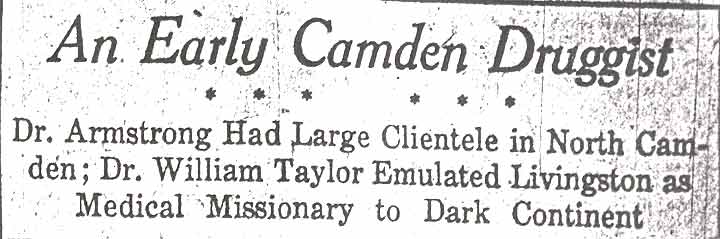 An Early Camden Druggist
* * * * * *
Dr. Armstrong Had Large Clientele in North Cam-
den; Dr. William Taylor Emulated Livingston as
Medical Missionary to Dark Continent